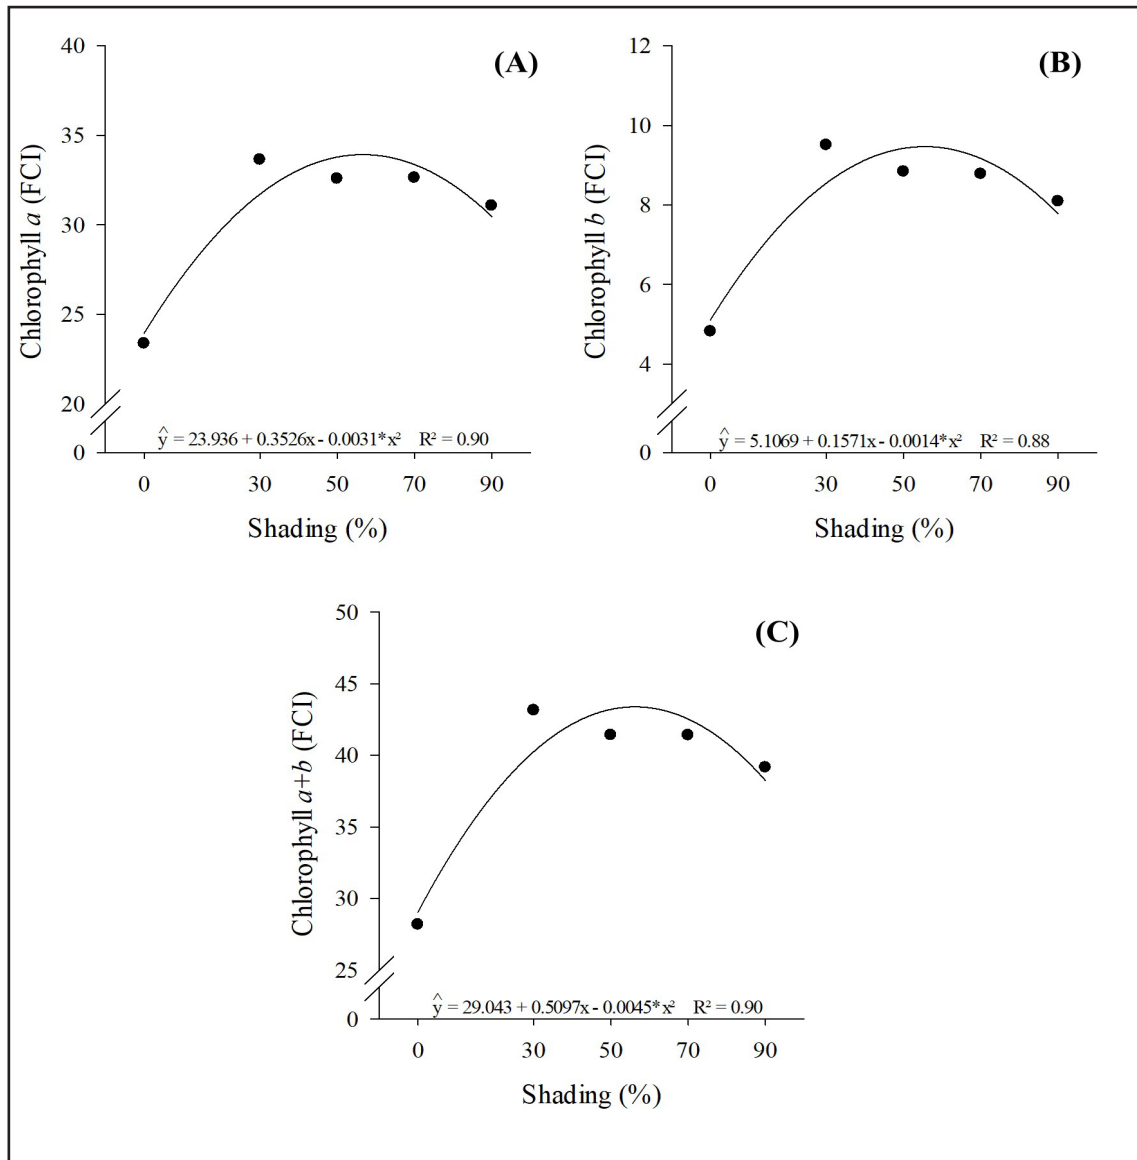 (A)
Chlorophyll a (FCI)
40
35
30
25
20
0
ŷ = 23.936 + 0.3526x - 0.0031*x² R² = 0.90
0 30 50 70 90
Shading (%)
(B)
Chlorophyll b (FCI)
12
10
8
6
4
0
ŷ = 5.1069 + 0.1571x - 0.0014*x² R² = 0.88
0 30 50 70 90
Shading (%)
(C)
Chlorophyll a+b (FCI)
50
45
40
35
30
25
0
ŷ = 29.043 + 0.5097x - 0.0045*x² R² = 0.90
0 30 50 70 90
Shading (%)